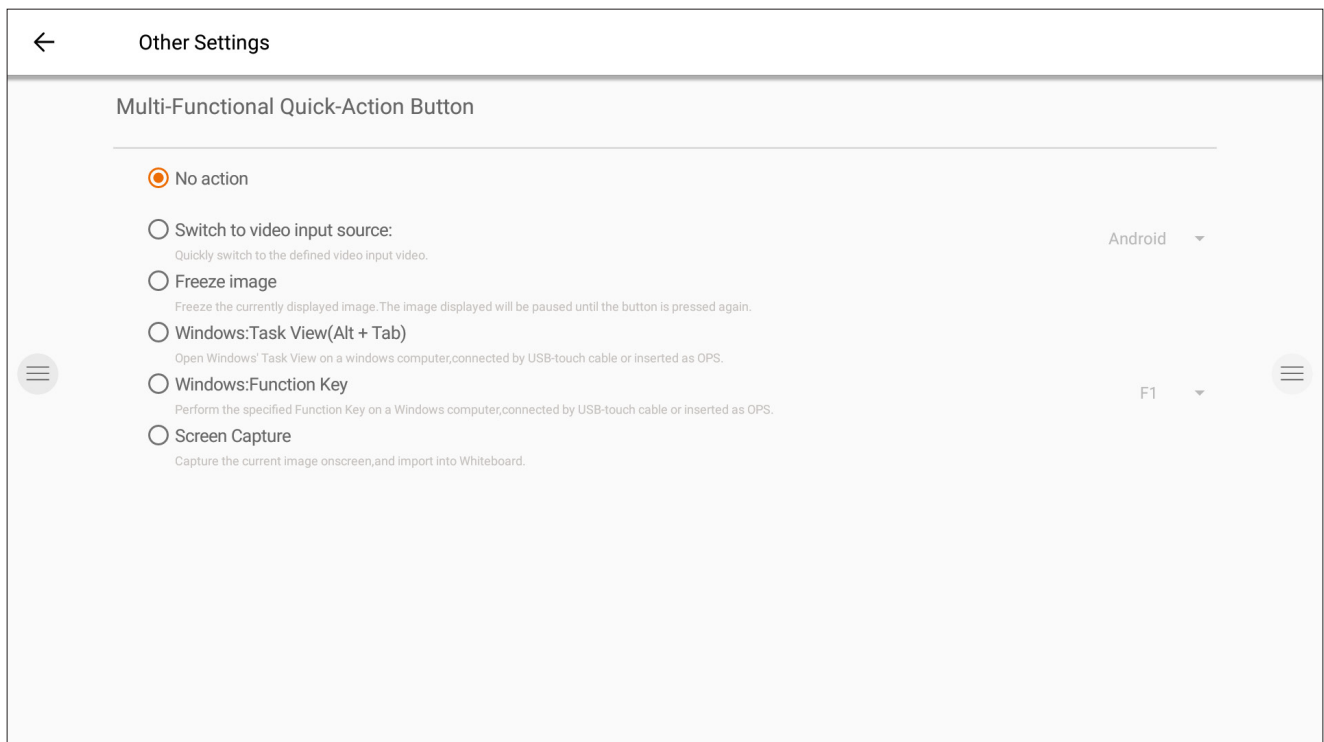 Other Settings
Multi-Functional Quick-Action Button
No action
Switch to video input source:
Android
Quickly switch to the defined video input video.
Freeze image
Freeze the currently displayed image.The image displayed will be paused until the button is pressed again.
Windows:Task View(Alt + Tab)
Open Windows' Task View on a windows computer,connected by USB-touch cable or inserted as OPS.
Windows:Function Key
F1
Perform the specified Function Key on a Windows computer,connected by USB-touch cable or inserted as OPS.
Screen Capture
Capture the current image onscreen,and import into Whiteboard.